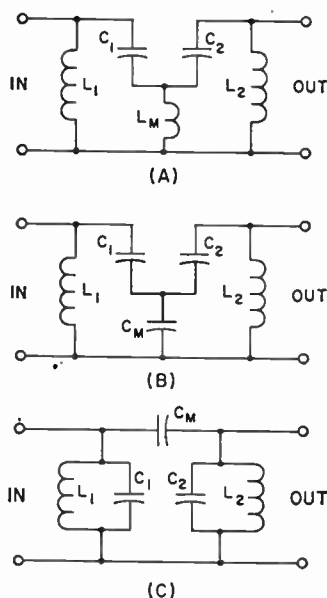 C1 C2
IN L1 L2 OUT
LM
(A)
C1 C2
IN L1 L2 OUT
CM
(B)
CM
IN L1 C1 C2 L2 OUT
(C)